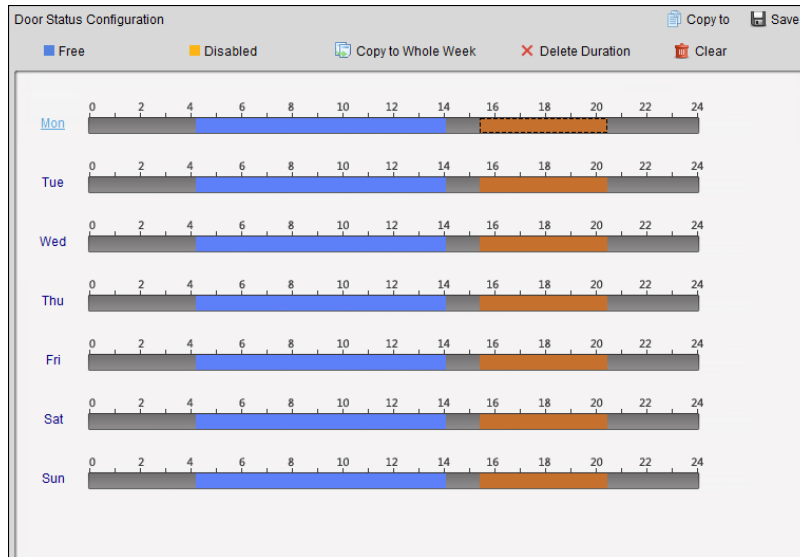 Door Status Configuration Copy to Save
Free Disabled Copy to Whole Week Delete Duration Clear
0 2 4 6 8 10 12 14 16 18 20 22 24
Mon
0 2 4 6 8 10 12 14 16 18 20 22 24
Tue
0 2 4 6 8 10 12 14 16 18 20 22 24
Wed
0 2 4 6 8 10 12 14 16 18 20 22 24
Thu
0 2 4 6 8 10 12 14 16 18 20 22 24
Fri
0 2 4 6 8 10 12 14 16 18 20 22 24
Sat
0 2 4 6 8 10 12 14 16 18 20 22 24
Sun